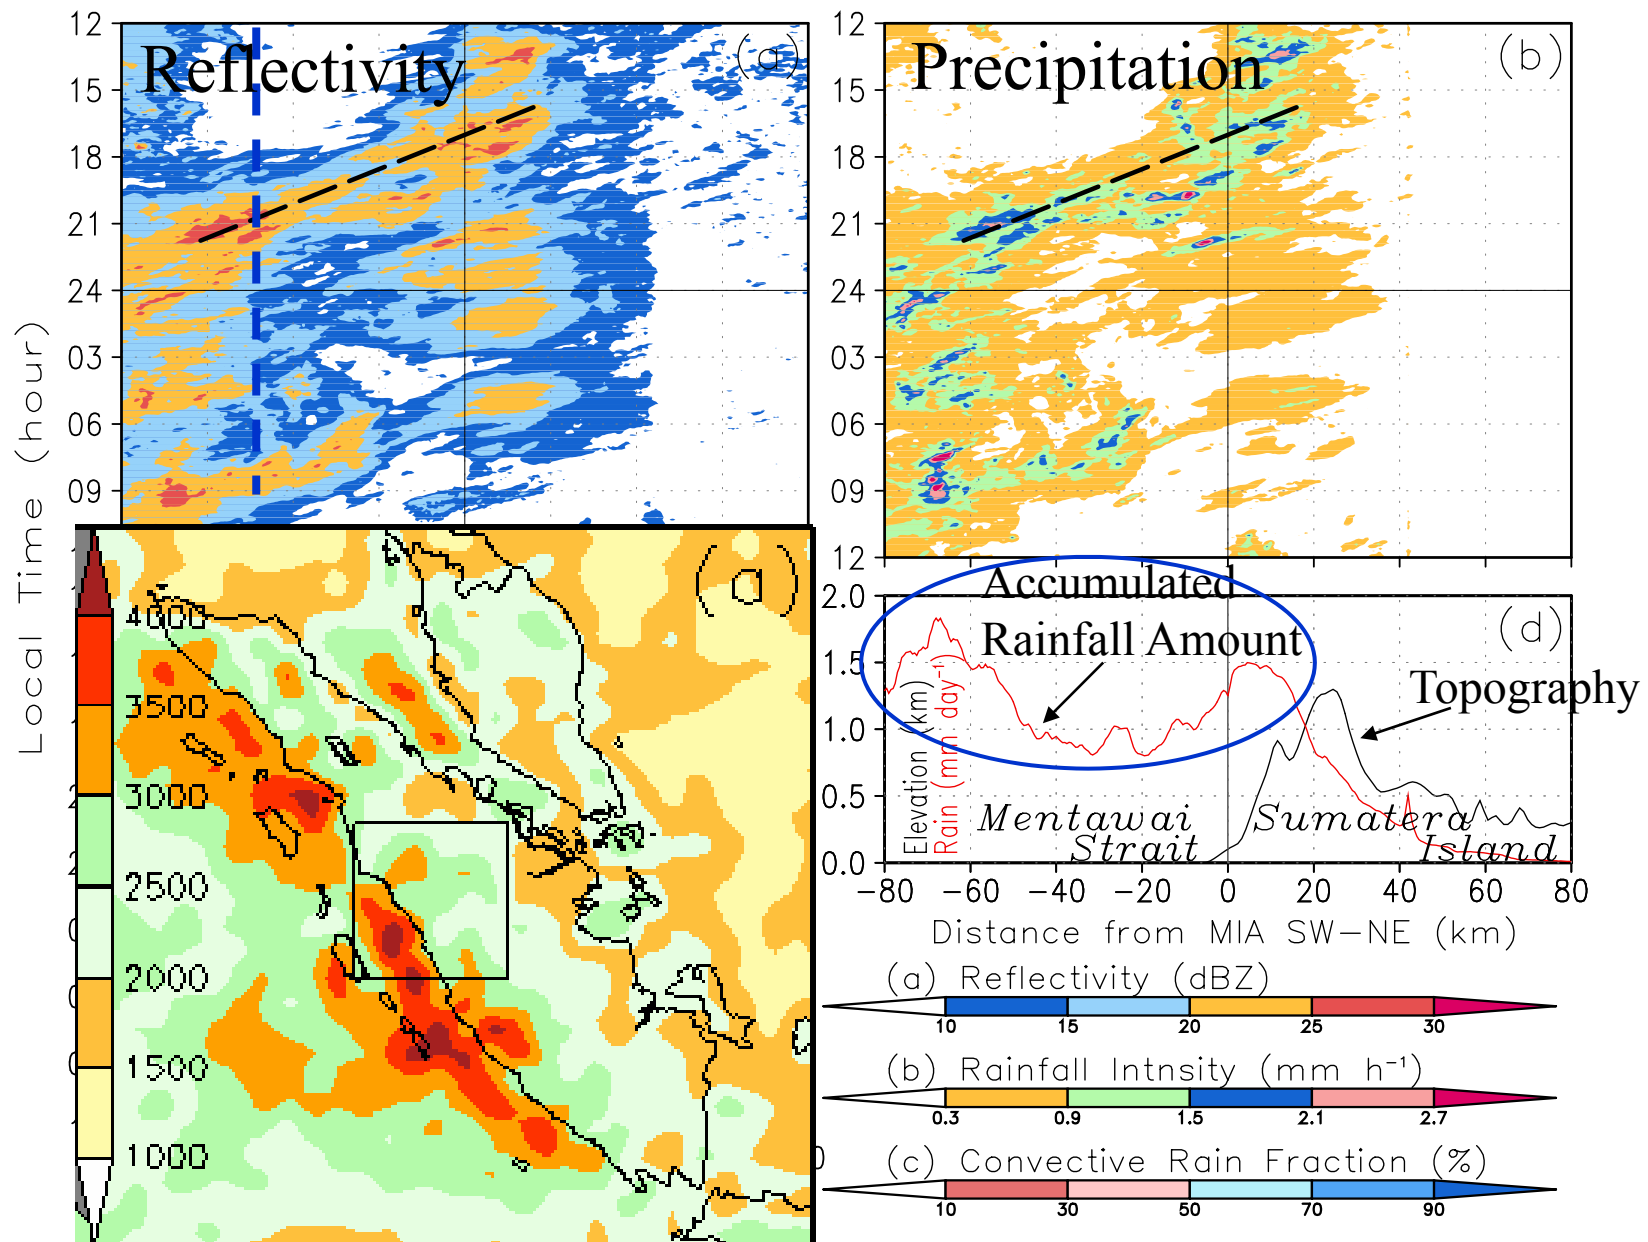 12
15
18
21
24
03
06
09
Local Time (hour)
Reflectivity
(a)
12
15
18
21
24
03
06
09
12
Precipitation
(b)
(a)
4000
3500
3000
2500
2000
1500
1000
2.0
1.5
1.0
0.5
0.0
Accumulated
Rainfall Amount
(d)
Topography
Elevation (km)
Rain (mm day⁻¹)
Mentawai
Strait
Sumatera
Island
−80 −60 −40 −20 0 20 40 60 80
Distance from MIA SW−NE (km)
(a) Reflectivity (dBZ)
10 15 20 25 30
(b) Rainfall Intnsity (mm h⁻¹)
0.3 0.9 1.5 2.1 2.7
(c) Convective Rain Fraction (%)
10 30 50 70 90